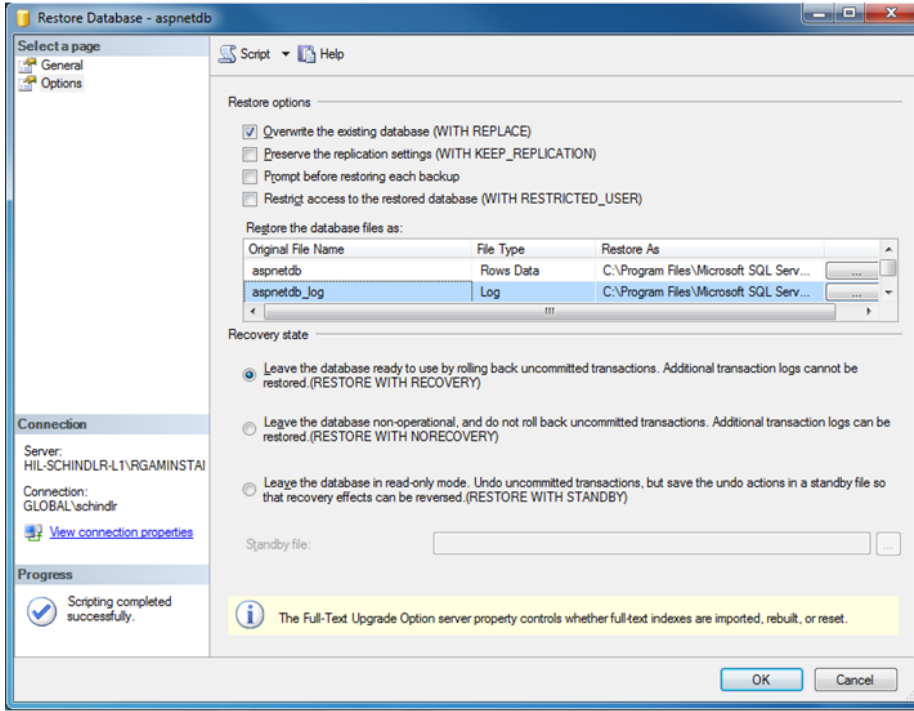 Restore Database - aspnetdb
Select a page
General
Options
Script
Help
Restore options
Overwrite the existing database (WITH REPLACE)
Preserve the replication settings (WITH KEEP_REPLICATION)
Prompt before restoring each backup
Restrict access to the restored database (WITH RESTRICTED_USER)
Restore the database files as:
Original File Name File Type Restore As
aspnetdb Rows Data C:\Program Files\Microsoft SQL Serv... ...
aspnetdb_log Log C:\Program Files\Microsoft SQL Serv... ...
Recovery state
Leave the database ready to use by rolling back uncommitted transactions. Additional transaction logs cannot be
restored.(RESTORE WITH RECOVERY)
Leave the database non-operational, and do not roll back uncommitted transactions. Additional transaction logs can be
restored.(RESTORE WITH NORECOVERY)
Leave the database in read-only mode. Undo uncommitted transactions, but save the undo actions in a standby file so
that recovery effects can be reversed.(RESTORE WITH STANDBY)
Standby file:
...
Connection
Server:
HIL-SCHINDLR-L1\RGAMINSTAI
Connection:
GLOBAL\schindlr
View connection properties
Progress
Scripting completed
successfully.
The Full-Text Upgrade Option server property controls whether full-text indexes are imported, rebuilt, or reset.
OK
Cancel